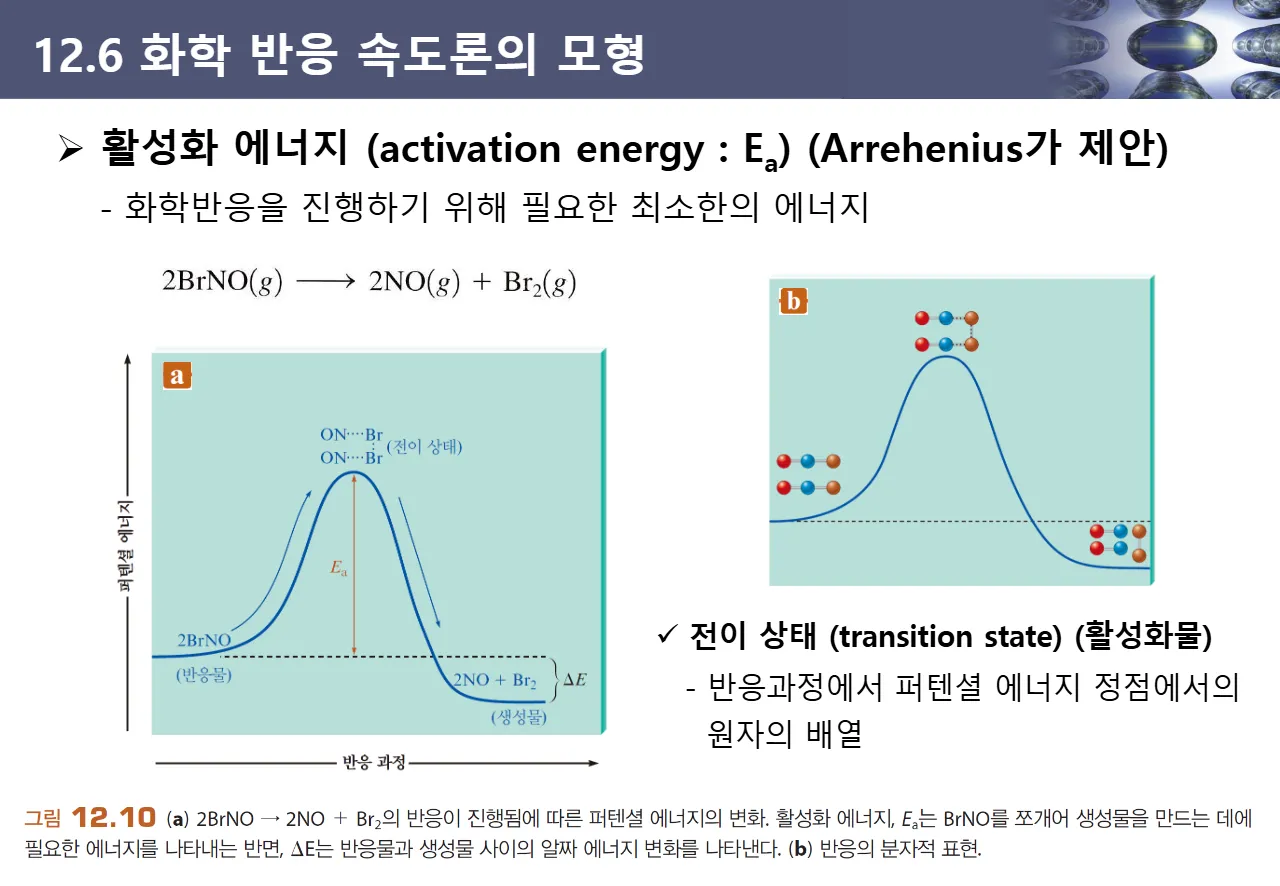 12.6 화학 반응 속도론의 모형
➢ 활성화 에너지 (activation energy : Eₐ) (Arrehenius가 제안)
- 화학반응을 진행하기 위해 필요한 최소한의 에너지
2BrNO(g) ⟶ 2NO(g) + Br₂(g)
a
퍼텐셜 에너지
ON····Br
ON····Br (전이 상태)
Eₐ
2BrNO
(반응물)
2NO + Br₂
ΔE
(생성물)
반응 과정
b
✓ 전이 상태 (transition state) (활성화물)
- 반응과정에서 퍼텐셜 에너지 정점에서의
원자의 배열
그림 12.10 (a) 2BrNO → 2NO + Br₂의 반응이 진행됨에 따른 퍼텐셜 에너지의 변화. 활성화 에너지, Eₐ는 BrNO를 쪼개어 생성물을 만드는 데에
필요한 에너지를 나타내는 반면, ΔE는 반응물과 생성물 사이의 알짜 에너지 변화를 나타낸다. (b) 반응의 분자적 표현.